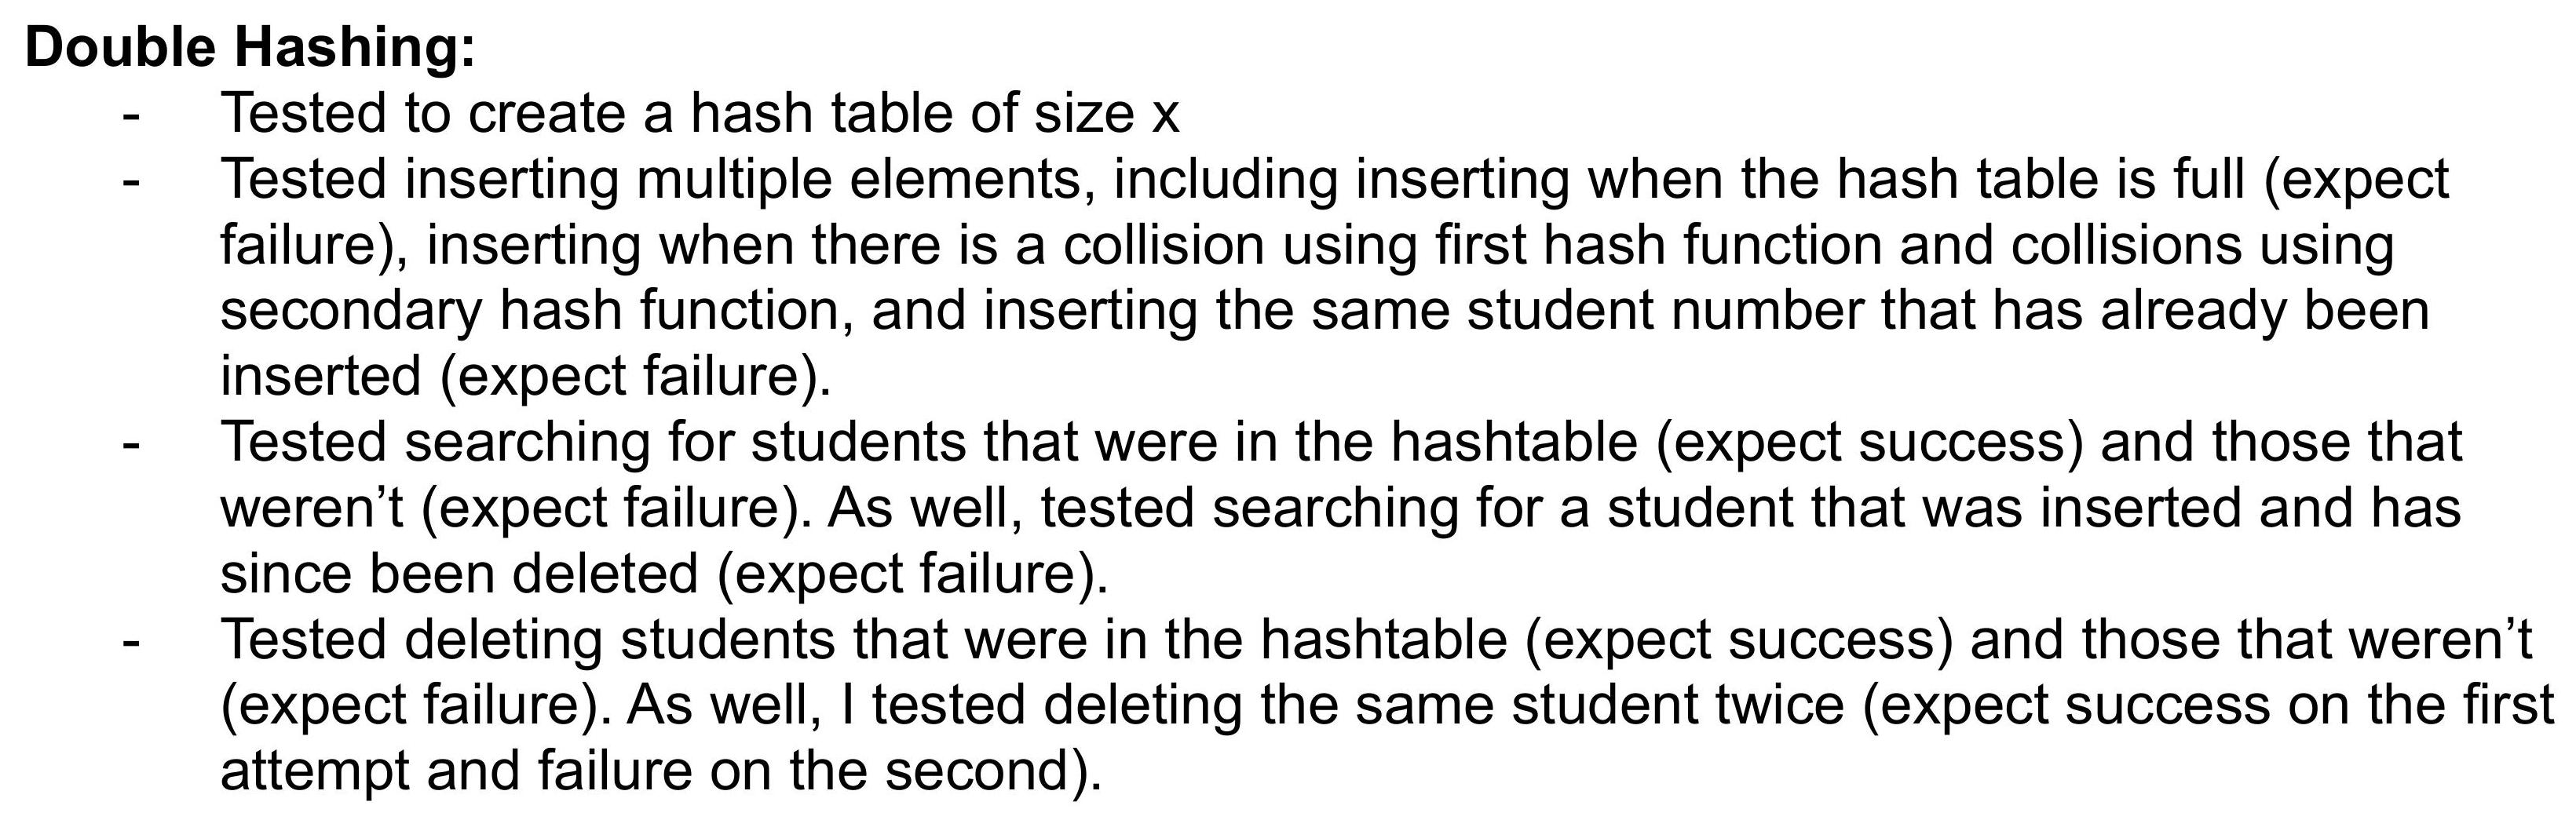 Double Hashing:
- Tested to create a hash table of size x
- Tested inserting multiple elements, including inserting when the hash table is full (expect
failure), inserting when there is a collision using first hash function and collisions using
secondary hash function, and inserting the same student number that has already been
inserted (expect failure).
- Tested searching for students that were in the hashtable (expect success) and those that
weren’t (expect failure). As well, tested searching for a student that was inserted and has
since been deleted (expect failure).
- Tested deleting students that were in the hashtable (expect success) and those that weren’t
(expect failure). As well, I tested deleting the same student twice (expect success on the first
attempt and failure on the second).